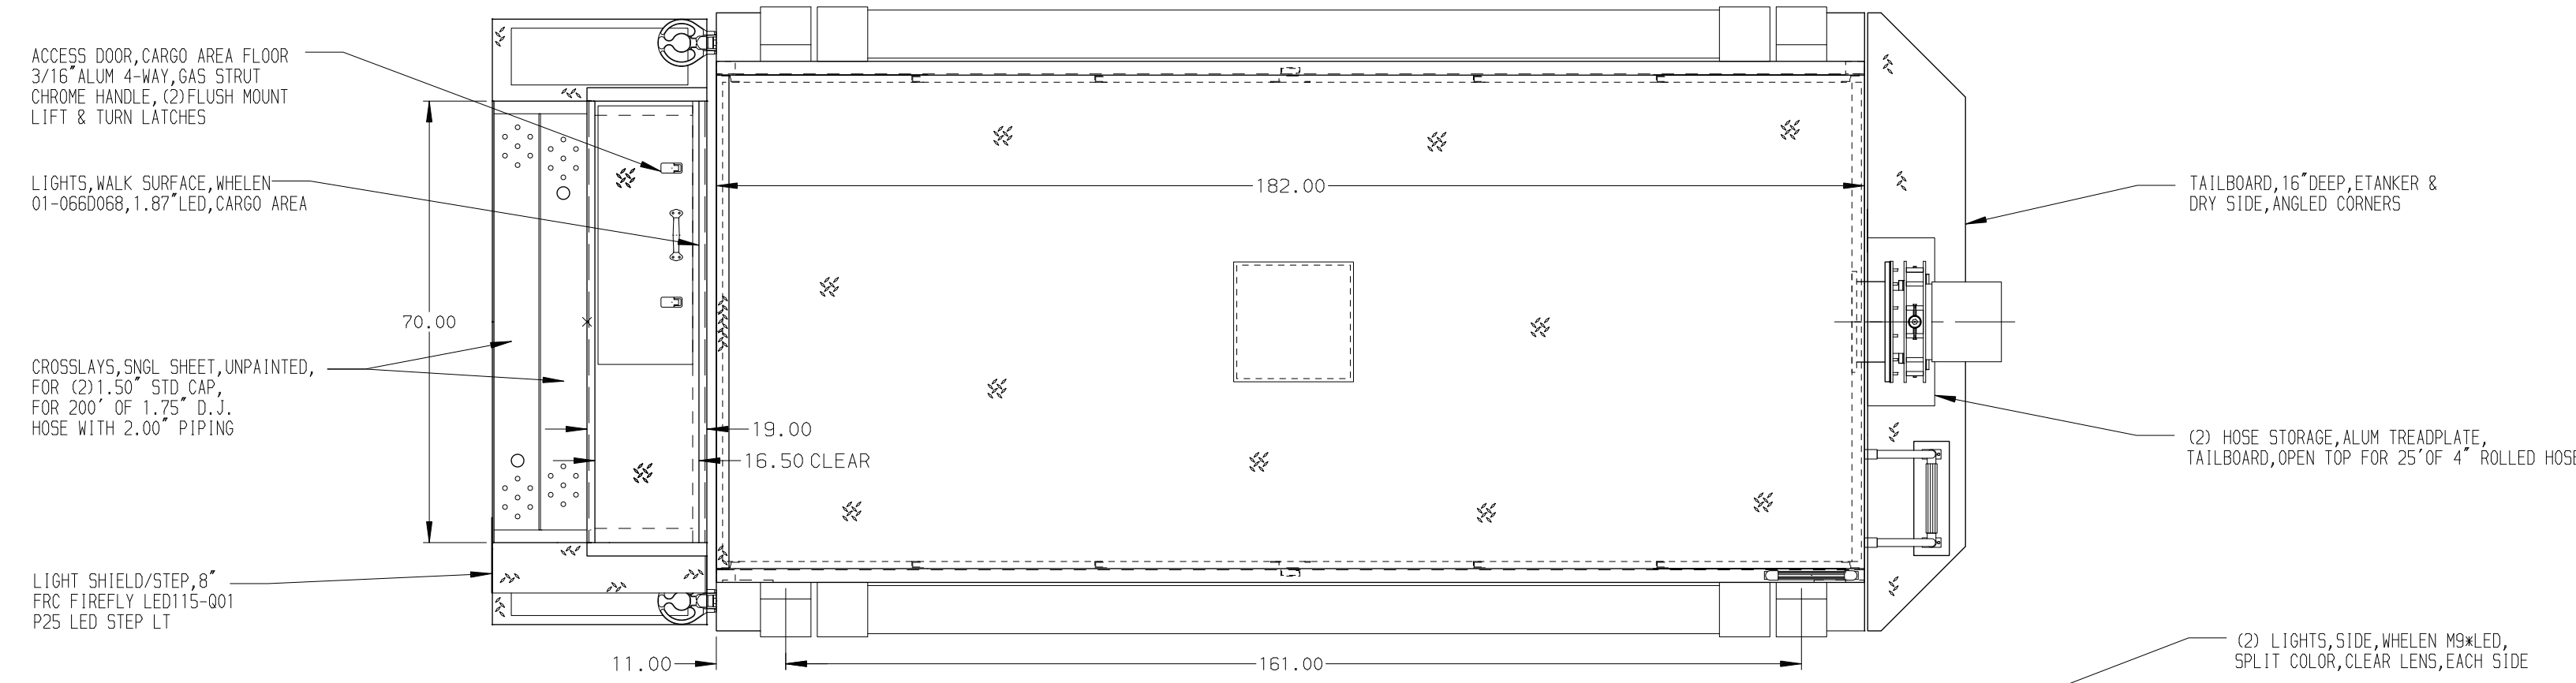 ACCESS DOOR,CARGO AREA FLOOR
3/16"ALUM 4-WAY,GAS STRUT
CHROME HANDLE,(2)FLUSH MOUNT
LIFT & TURN LATCHES
LIGHTS,WALK SURFACE,WHELEN
01-066D068,1.87"LED,CARGO AREA
70.00
CROSSLAYS,SNGL SHEET,UNPAINTED,
FOR (2)1.50" STD CAP,
FOR 200' OF 1.75" D.J.
HOSE WITH 2.00" PIPING
LIGHT SHIELD/STEP,8"
FRC FIREFLY LED115-Q01
P25 LED STEP LT
182.00
19.00
16.50 CLEAR
11.00
161.00
TAILBOARD,16"DEEP,ETANKER &
DRY SIDE,ANGLED CORNERS
(2) HOSE STORAGE,ALUM TREADPLATE,
TAILBOARD,OPEN TOP FOR 25'OF 4" ROLLED HOSE
(2) LIGHTS,SIDE,WHELEN M9*LED,
SPLIT COLOR,CLEAR LENS,EACH SIDE